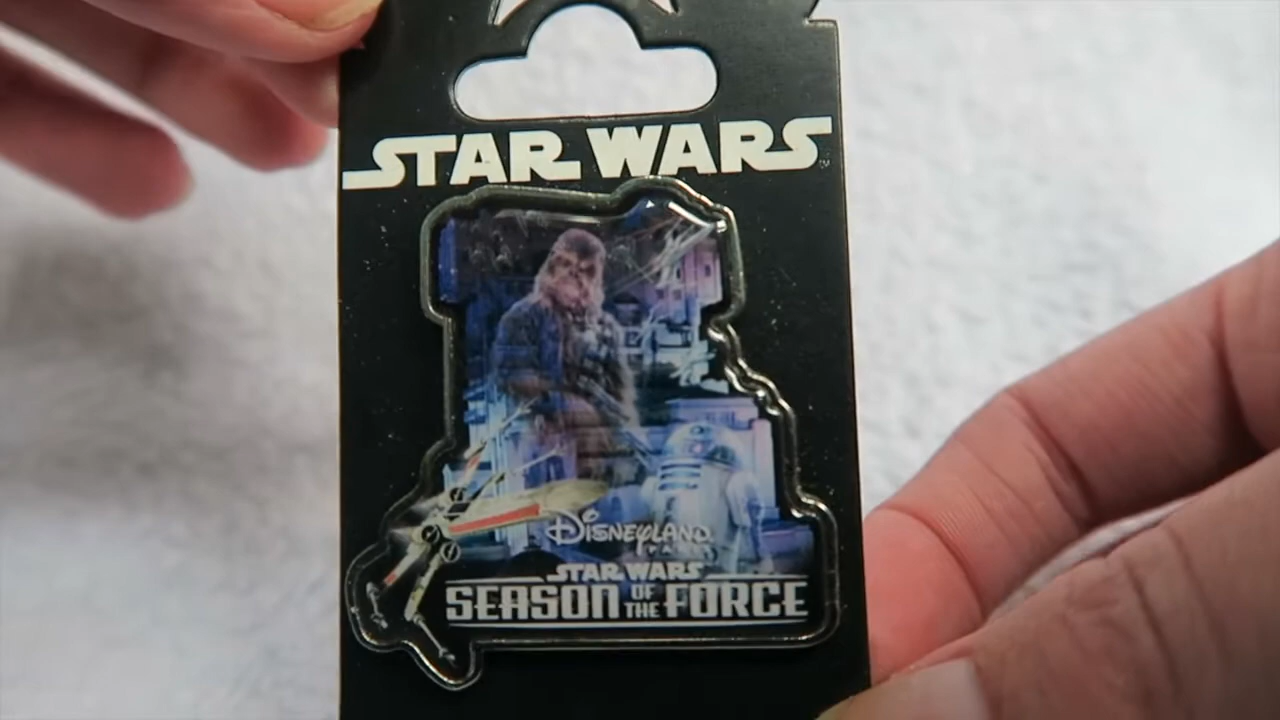 STAR WARS
DISNEYLAND
PARIS
STAR WARS
SEASON OF THE FORCE